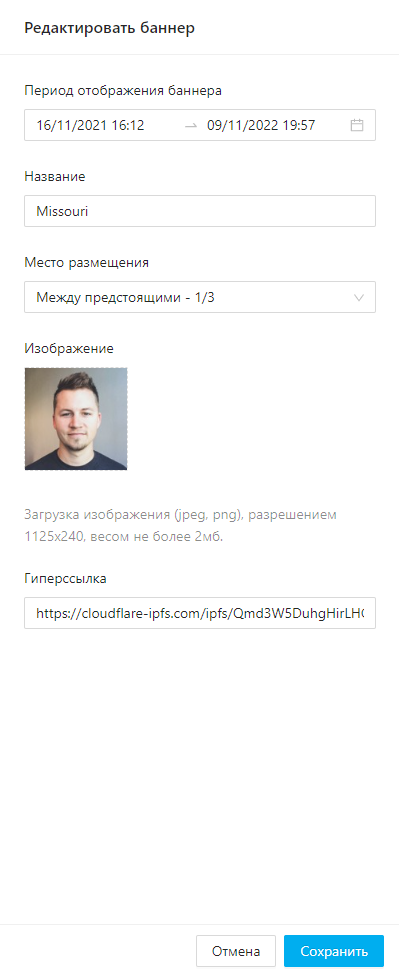 Редактировать баннер
Период отображения баннера
16/11/2021 16:12 → 09/11/2022 19:57
Название
Missouri
Место размещения
Между предстоящими - 1/3
Изображение
Загрузка изображения (jpeg, png), разрешением
1125x240, весом не более 2мб.
Гиперссылка
https://cloudflare-ipfs.com/ipfs/Qmd3W5DuhgHirLH
Отмена Сохранить